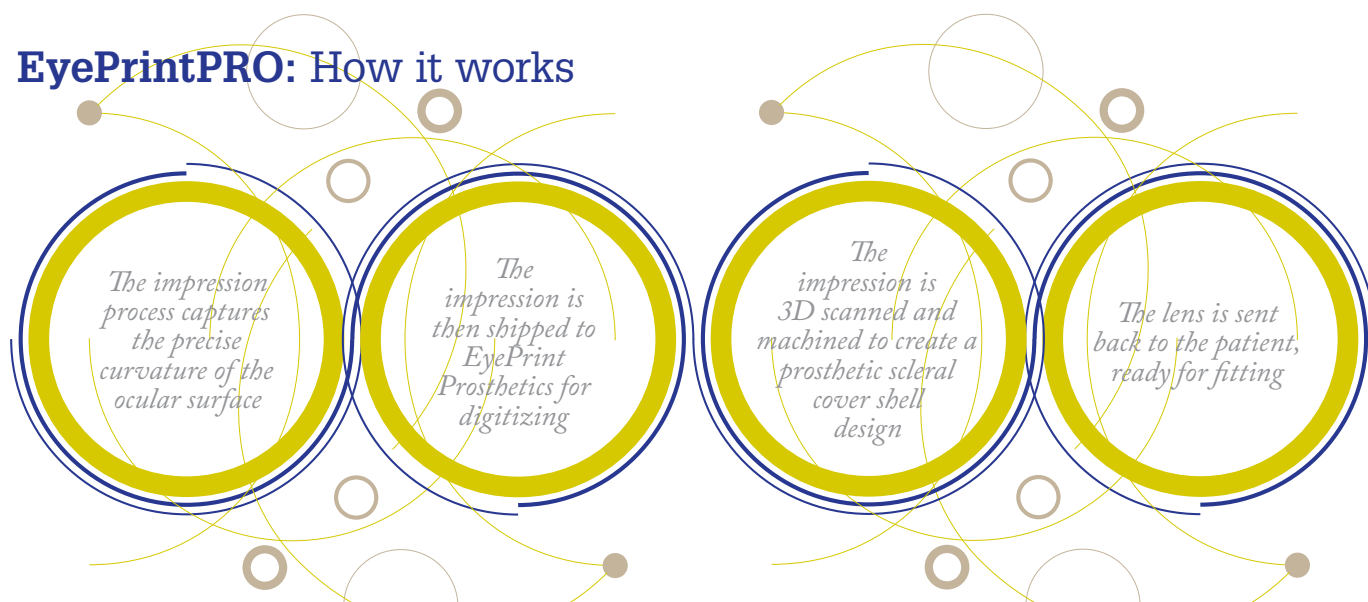 EyePrintPRO: How it works
The impression
process captures
the precise
curvature of the
ocular surface
The
impression is
then shipped to
EyePrint
Prosthetics for
digitizing
The
impression is
3D scanned and
machined to create a
prosthetic scleral
cover shell
design
The lens is sent
back to the patient,
ready for fitting